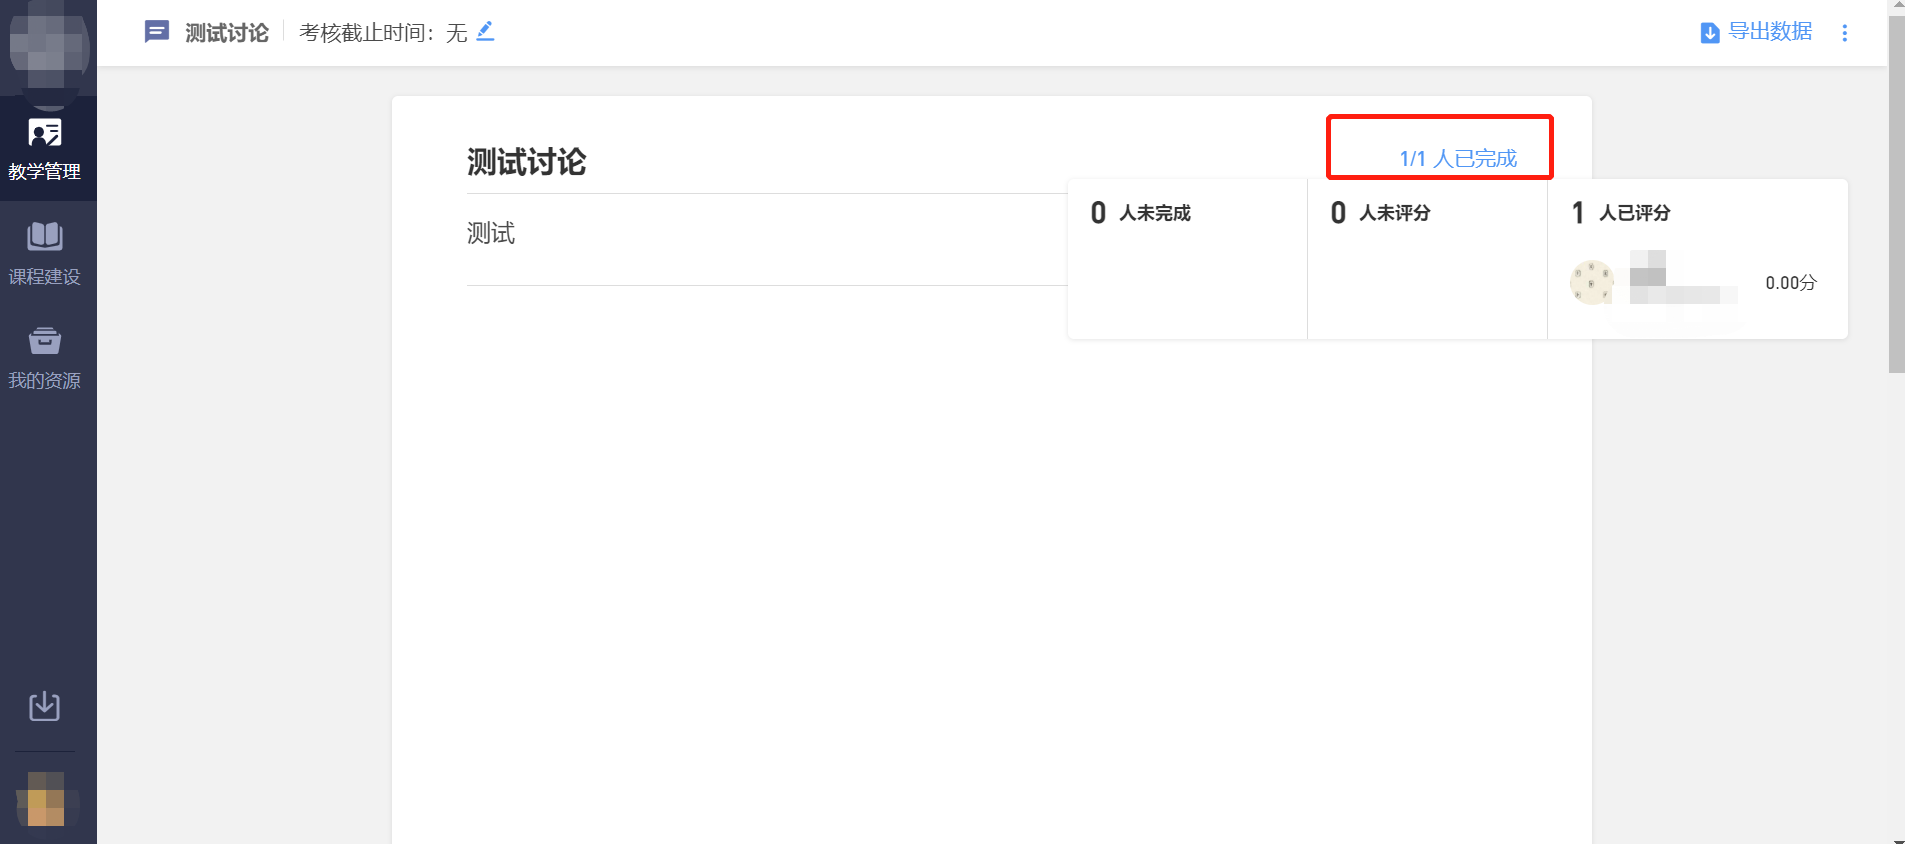 测试讨论 考核截止时间：无
导出数据
教学管理
课程建设
我的资源
测试讨论
1/1 人已完成
测试
0 人未完成
0 人未评分
1 人已评分
0.00分